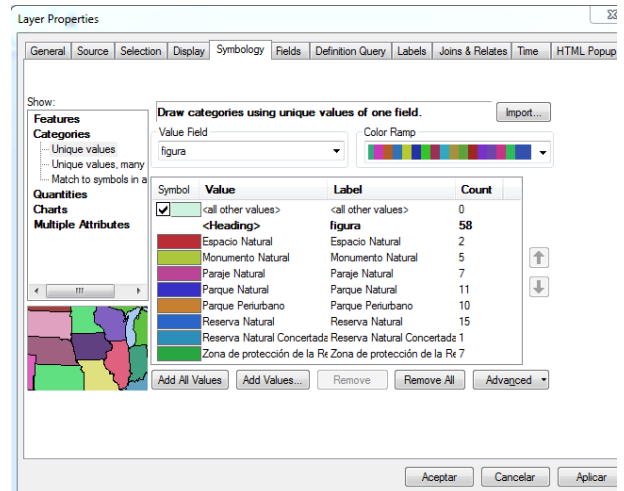 Layer Properties
General Source Selection Display Symbology Fields Definition Query Labels Joins & Relates Time HTML Popup
Show:
Features
Categories
Unique values
Unique values, many
Match to symbols in a
Quantities
Charts
Multiple Attributes
Draw categories using unique values of one field.
Import...
Value Field
figura
Color Ramp
Symbol Value Label Count
<all other values> <all other values> 0
<Heading> figura 58
Espacio Natural Espacio Natural 2
Monumento Natural Monumento Natural 5
Paraje Natural Paraje Natural 7
Parque Natural Parque Natural 11
Parque Periurbano Parque Periurbano 10
Reserva Natural Reserva Natural 15
Reserva Natural Concertada Reserva Natural Concertada 1
Zona de protección de la Re Zona de protección de la Re 7
Add All Values Add Values... Remove Remove All Advanced
Aceptar Cancelar Aplicar